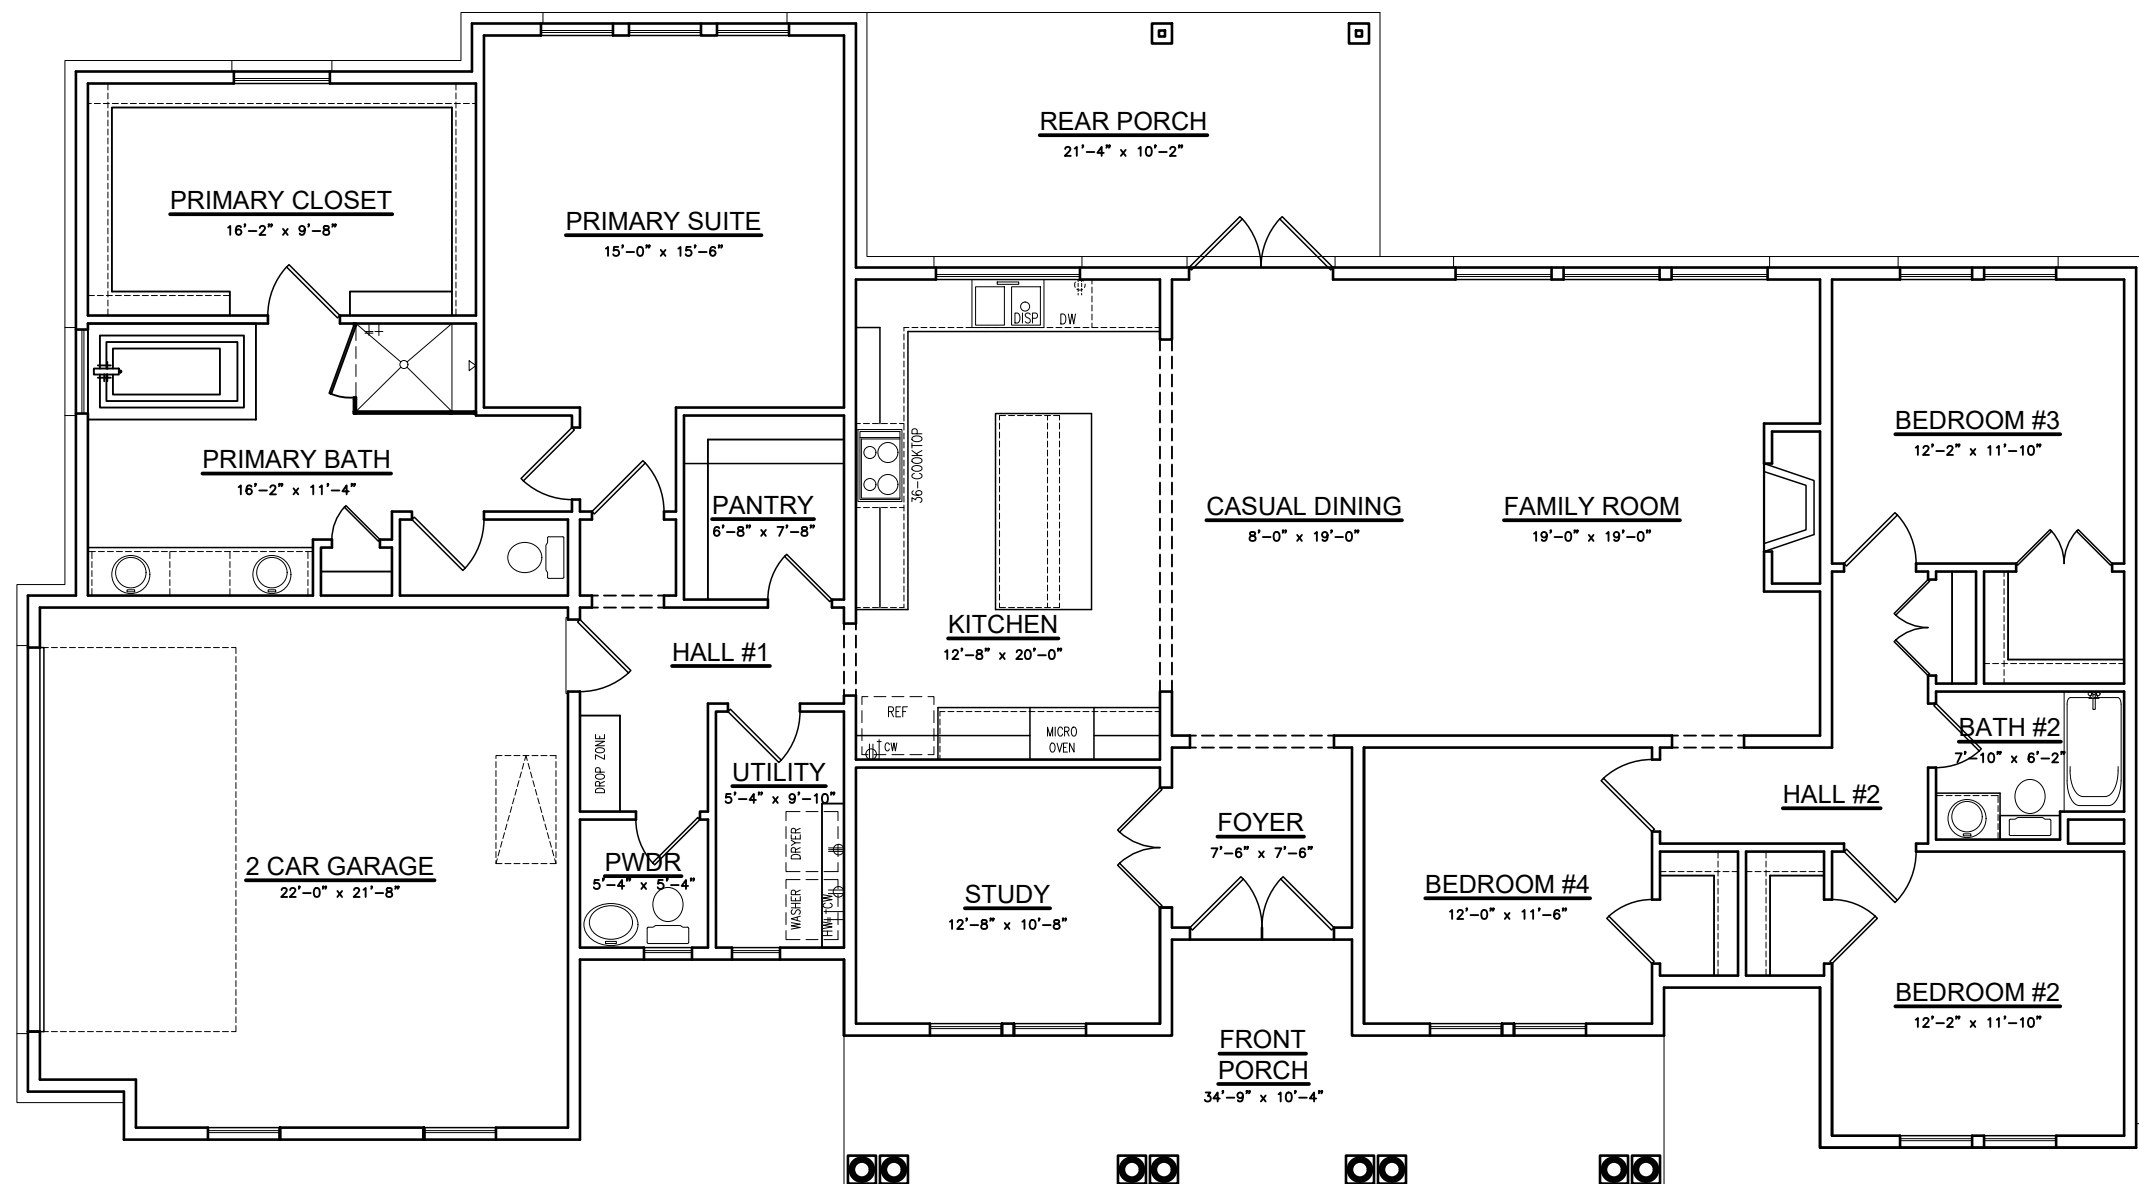 REAR PORCH
21'-4" x 10'-2"
PRIMARY CLOSET
16'-2" x 9'-8"
PRIMARY SUITE
15'-0" x 15'-6"
DISP
DW
36-COOKTOP
PRIMARY BATH
16'-2" x 11'-4"
PANTRY
6'-8" x 7'-8"
CASUAL DINING
8'-0" x 19'-0"
FAMILY ROOM
19'-0" x 19'-0"
BEDROOM #3
12'-2" x 11'-10"
KITCHEN
12'-8" x 20'-0"
HALL #1
REF
CW
MICRO
OVEN
DROP ZONE
UTILITY
5'-4" x 9'-10"
DRYER
WASHER
HW
CW
BATH #2
7'-10" x 6'-2"
HALL #2
FOYER
7'-6" x 7'-6"
2 CAR GARAGE
22'-0" x 21'-8"
PWDR
5'-4" x 5'-4"
STUDY
12'-8" x 10'-8"
BEDROOM #4
12'-0" x 11'-6"
BEDROOM #2
12'-2" x 11'-10"
FRONT
PORCH
34'-9" x 10'-4"